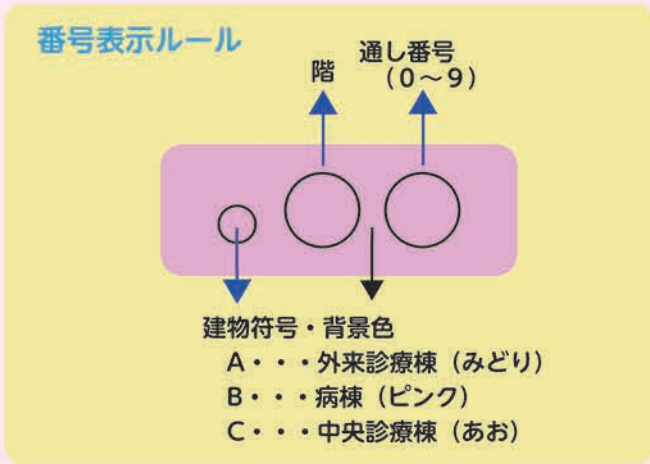 番号表示ルール
階
通し番号
（０～９）
建物符号・背景色
A・・・外来診療棟（みどり）
B・・・病棟（ピンク）
C・・・中央診療棟（あお）